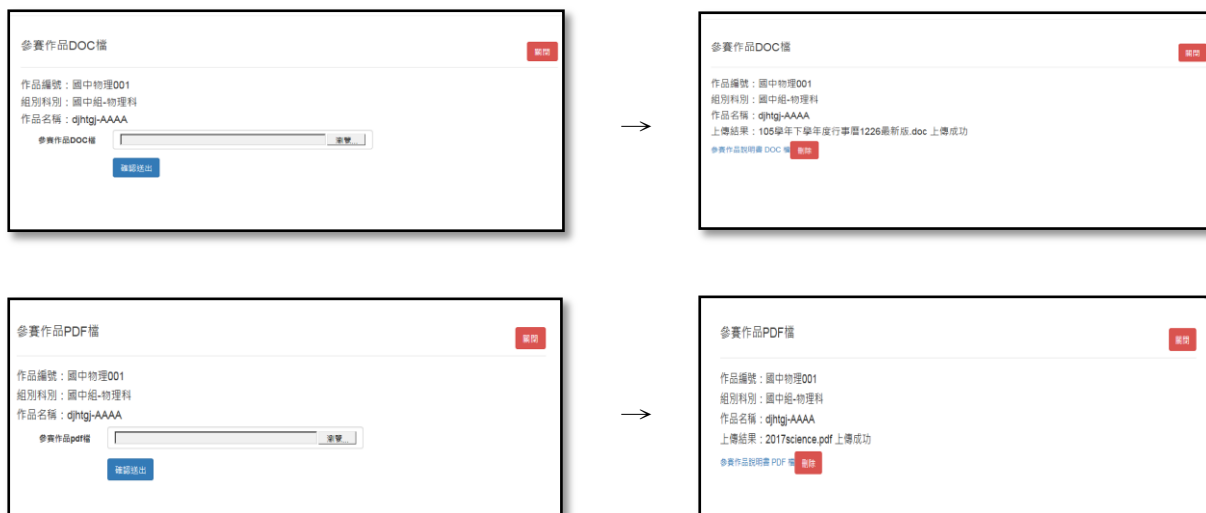 參賽作品DOC檔
關閉
作品編號：國中物理001
組別科別：國中組-物理科
作品名稱：djhtgj-AAAA
參賽作品DOC檔 瀏覽...
確認送出
→
參賽作品DOC檔
關閉
作品編號：國中物理001
組別科別：國中組-物理科
作品名稱：djhtgj-AAAA
上傳結果：105學年下學年度行事曆1226最新版.doc 上傳成功
參賽作品說明書 DOC 檔 刪除
參賽作品PDF檔
關閉
作品編號：國中物理001
組別科別：國中組-物理科
作品名稱：djhtgj-AAAA
參賽作品pdf檔 瀏覽...
確認送出
→
參賽作品PDF檔
關閉
作品編號：國中物理001
組別科別：國中組-物理科
作品名稱：djhtgj-AAAA
上傳結果：2017science.pdf 上傳成功
參賽作品說明書 PDF 檔 刪除